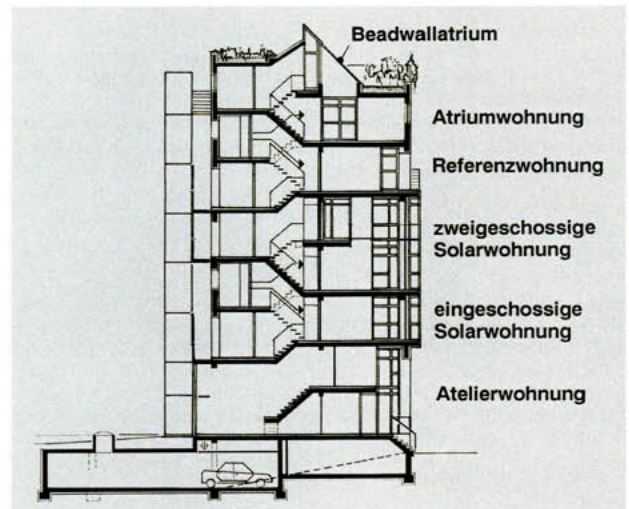 Beadwallatrium
Atriumwohnung
Referenzwohnung
zweigeschossige
Solarwohnung
eingeschossige
Solarwohnung
Atelierwohnung